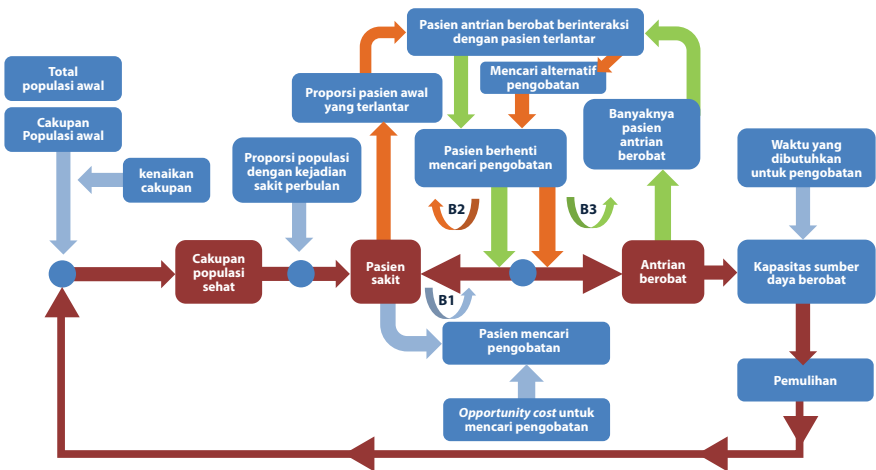 Pasien antrian berobat berinteraksi
dengan pasien terlantar
Total
populasi awal
Mencari alternatif
pengobatan
Proporsi pasien awal
yang terlantar
Cakupan
Populasi awal
Banyaknya
pasien
antrian
berobat
Pasien berhenti
mencari pengobatan
Waktu yang
dibutuhkan
untuk pengobatan
Proporsi populasi
dengan kejadian
sakit perbulan
kenaikan
cakupan
B2
B3
Cakupan
populasi
sehat
Pasien
sakit
Antrian
berobat
Kapasitas sumber
daya berobat
B1
Pasien mencari
pengobatan
Pemulihan
Opportunity cost untuk
mencari pengobatan